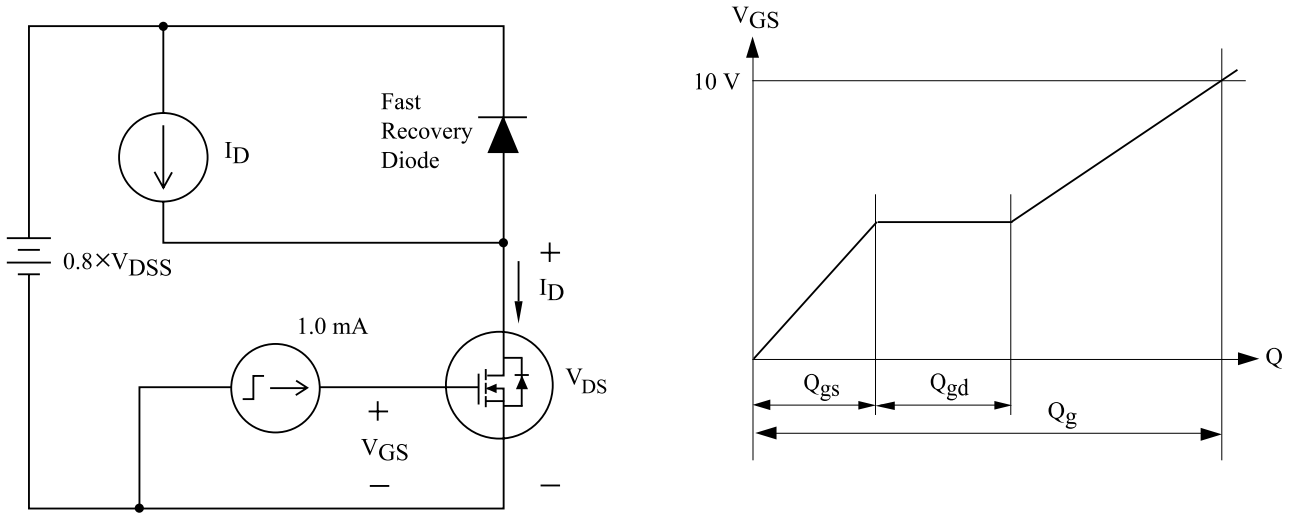 I_D
Fast
Recovery
Diode
0.8×V_DSS
+
I_D
1.0 mA
+
V_GS
−
V_DS
−
V_GS
10 V
Q
Q_gs
Q_gd
Q_g